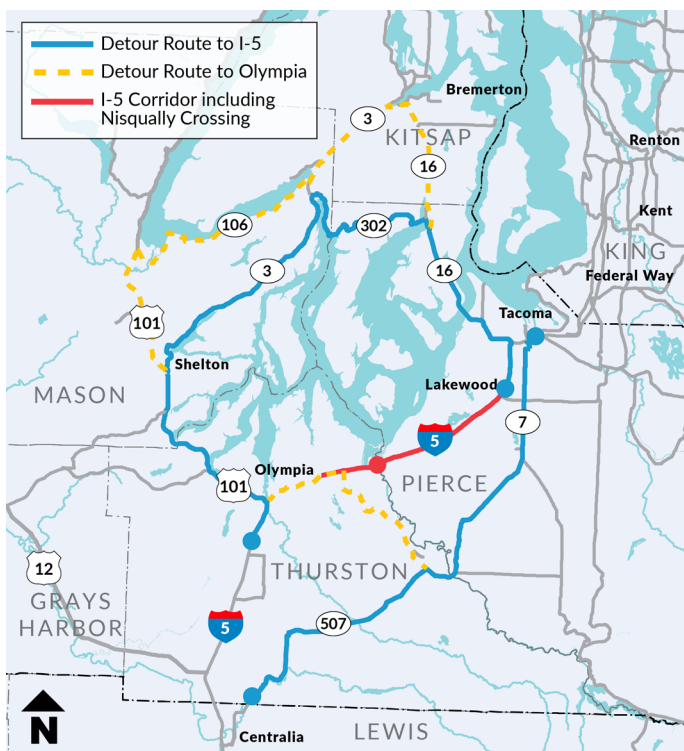 Detour Route to I-5
Detour Route to Olympia
I-5 Corridor including
Nisqually Crossing
Bremerton
3
KITSAP
Renton
16
106
302
Kent
KING
3
16
Federal Way
101
Tacoma
Shelton
Lakewood
MASON
7
5
Olympia
101
PIERCE
12
THURSTON
GRAYS
HARBOR
5
507
N
Centralia
LEWIS